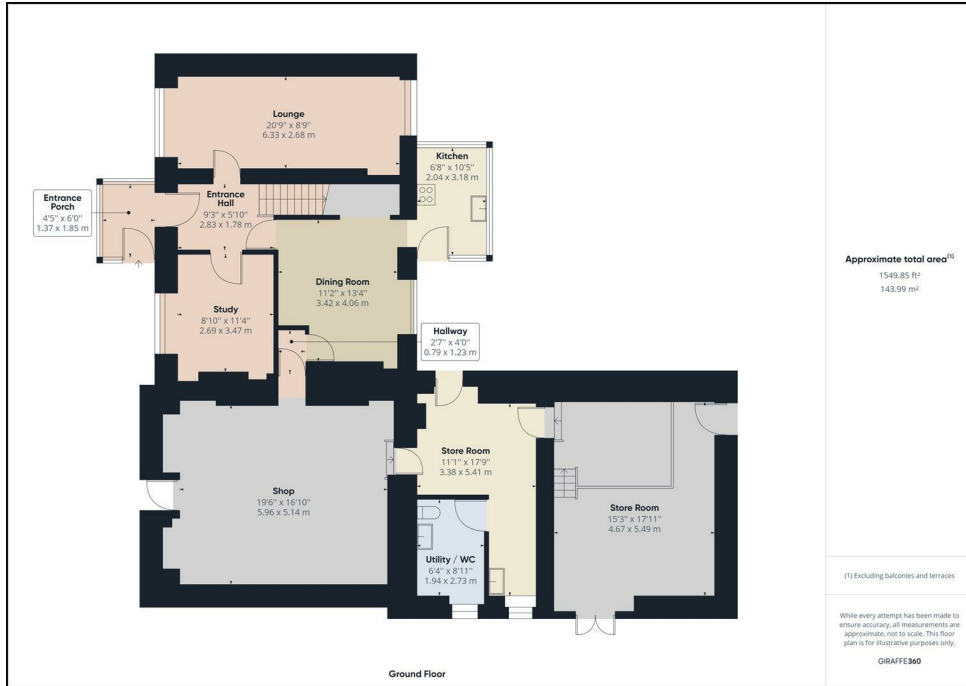 Lounge
20'9" x 8'9"
6.33 x 2.68 m
Kitchen
6'8" x 10'5"
2.04 x 3.18 m
Entrance
Porch
4'5" x 6'0"
1.37 x 1.85 m
Entrance
Hall
9'3" x 5'10"
2.83 x 1.78 m
Dining Room
11'2" x 13'4"
3.42 x 4.06 m
Study
8'10" x 11'4"
2.69 x 3.47 m
Hallway
2'7" x 4'0"
0.79 x 1.23 m
Store Room
11'1" x 17'9"
3.38 x 5.41 m
Shop
19'6" x 16'10"
5.96 x 5.14 m
Store Room
15'3" x 17'11"
4.67 x 5.49 m
Utility / WC
6'4" x 8'11"
1.94 x 2.73 m
Ground Floor
Approximate total area(1)
1549.85 ft²
143.99 m²
(1) Excluding balconies and terraces
While every attempt has been made to
ensure accuracy, all measurements are
approximate, not to scale. This floor
plan is for illustrative purposes only.
GIRAFFE360